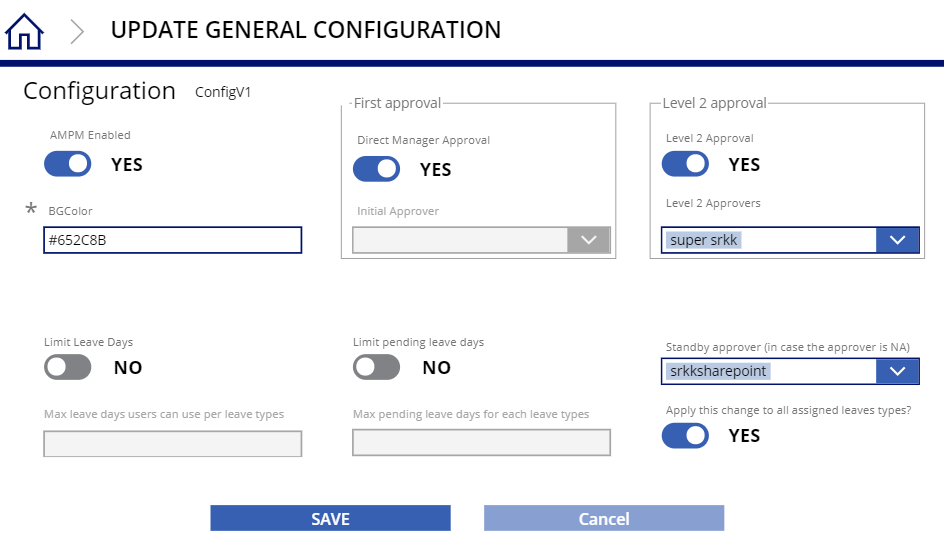 UPDATE GENERAL CONFIGURATION
Configuration ConfigV1
AMPM Enabled
YES
* BGColor
#652C8B
First approval
Direct Manager Approval
YES
Initial Approver
Level 2 approval
Level 2 Approval
YES
Level 2 Approvers
super srkk
Limit Leave Days
NO
Max leave days users can use per leave types
Limit pending leave days
NO
Max pending leave days for each leave types
Standby approver (in case the approver is NA)
srkksharepoint
Apply this change to all assigned leaves types?
YES
SAVE
Cancel